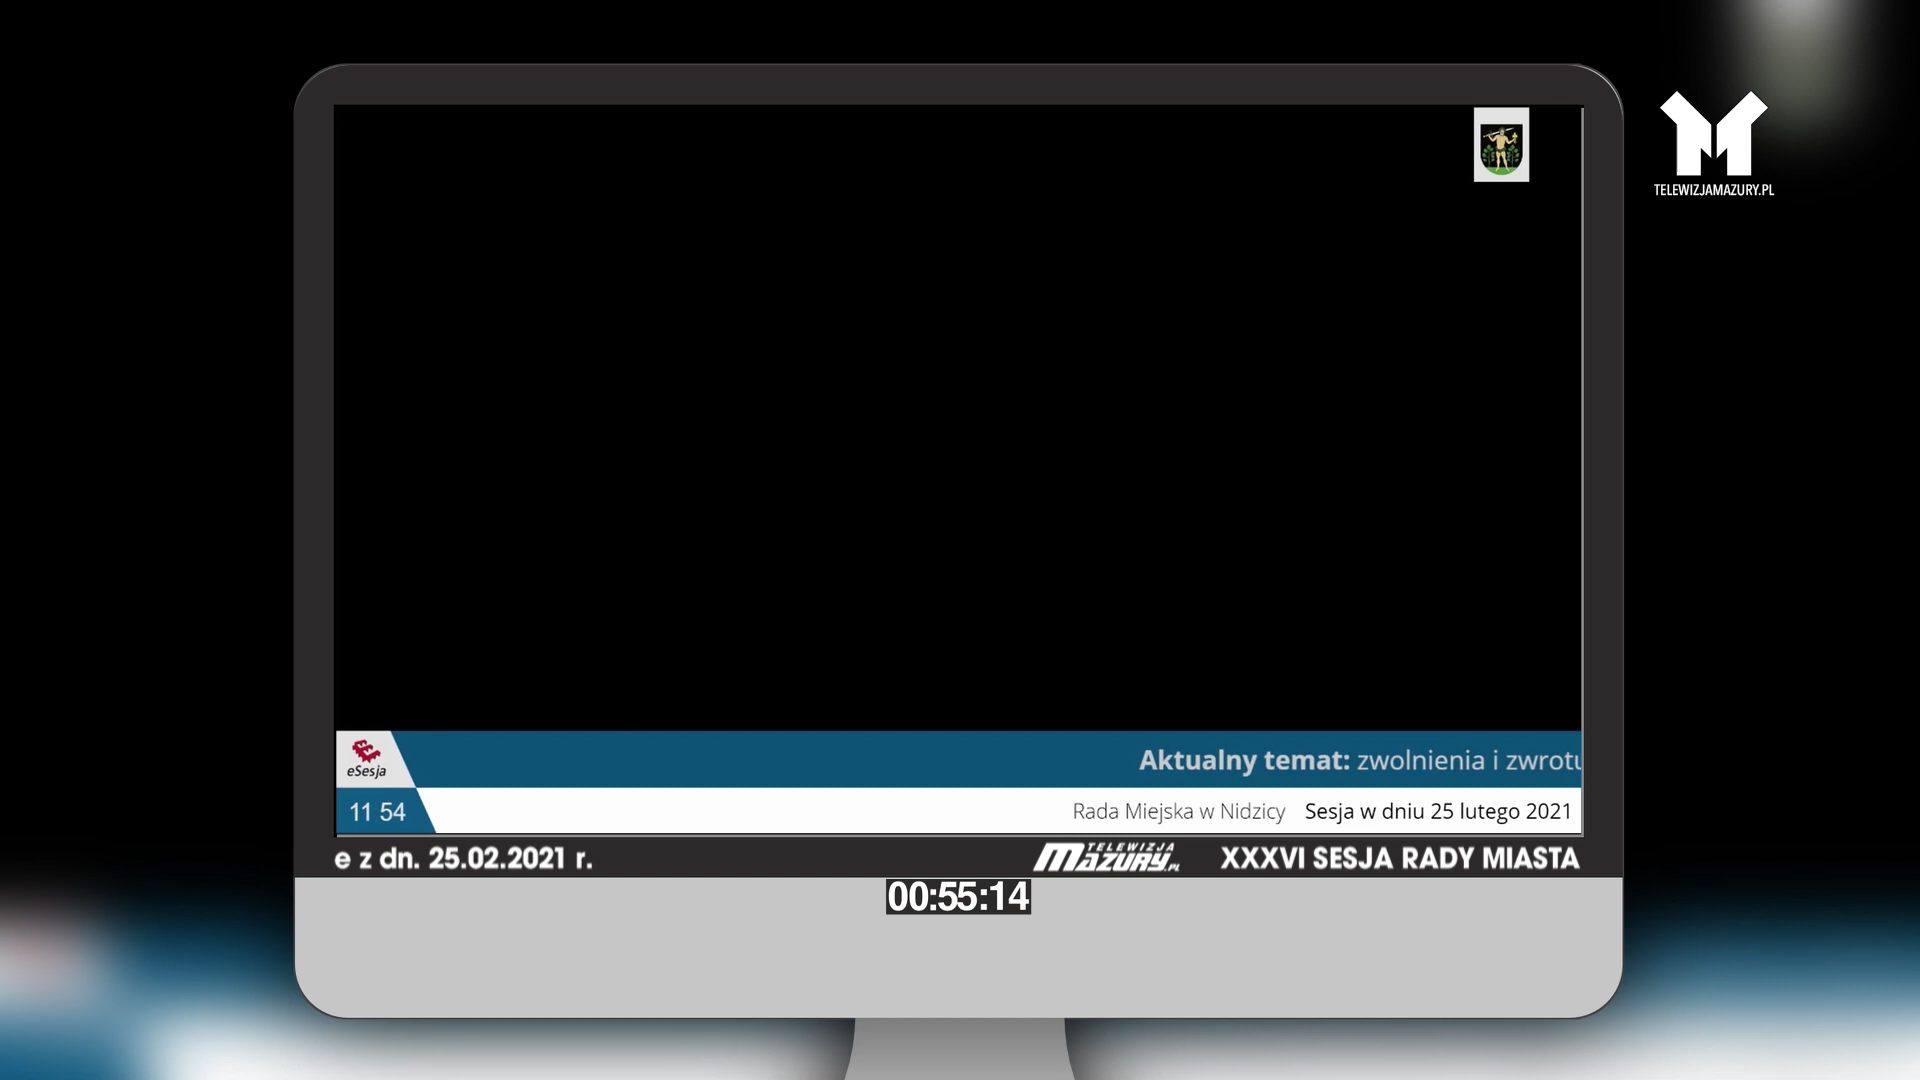 TELEWIZJAMAZURY.PL
Aktualny temat: zwolnienia i zwrotu
eSesja
11 54
Rada Miejska w Nidzicy Sesja w dniu 25 lutego 2021
e z dn. 25.02.2021 r. TELEWIZJA MAZURY.PL XXXVI SESJA RADY MIASTA
00:55:14